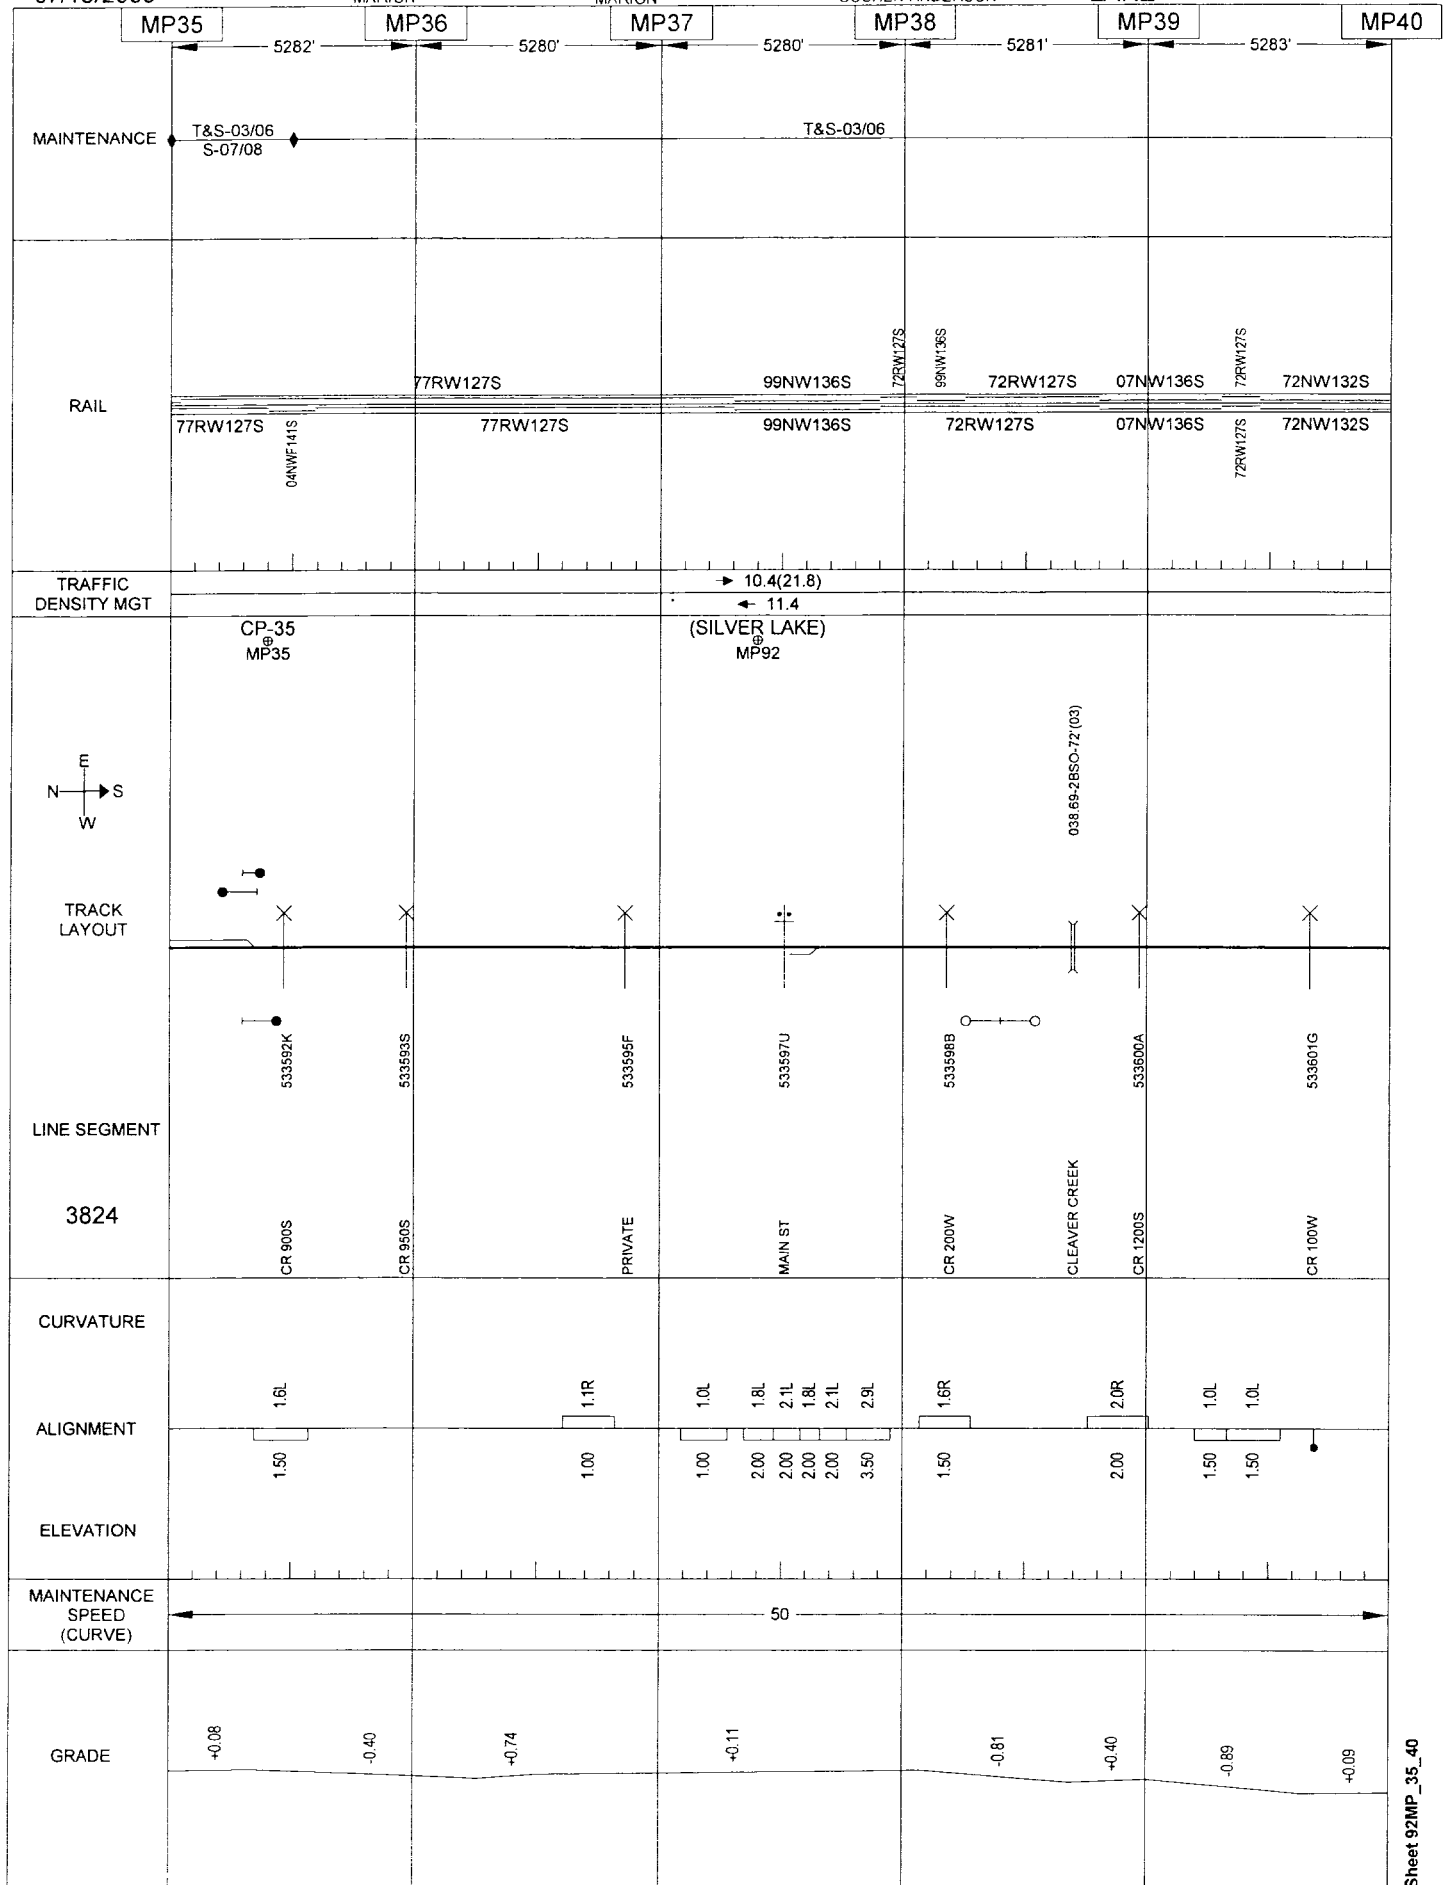 MP35 MP36 MP37 MP38 MP39 MP40
5282' 5280' 5280' 5281' 5283'
MAINTENANCE
T&S-03/06
S-07/08
T&S-03/06
RAIL
72RW127S 99NW136S 72RW127S
77RW127S 99NW136S 72RW127S 07NW136S 72NW132S
77RW127S 77RW127S 99NW136S 72RW127S 07NW136S 72NW132S
04NWF141S 72RW127S
TRAFFIC
DENSITY MGT
10.4(21.8)
11.4
CP-35
MP35
(SILVER LAKE)
MP92
038.69-2BSO-72'(03)
E
N S
W
TRACK
LAYOUT
533592K 533593S 533595F 533597U 533598B 533600A 533601G
LINE SEGMENT
3824
CR 900S CR 950S PRIVATE MAIN ST CR 200W CLEAVER CREEK CR 1200S CR 100W
CURVATURE
1.6L 1.1R 1.0L 1.8L 2.1L 1.8L 2.1L 2.9L 1.6R 2.0R 1.0L 1.0L
ALIGNMENT
1.50 1.00 1.00 2.00 2.00 2.00 2.00 3.50 1.50 2.00 1.50 1.50
ELEVATION
MAINTENANCE
SPEED
(CURVE)
50
GRADE
+0.08 -0.40 +0.74 +0.11 -0.81 +0.40 -0.89 +0.09
Sheet 92MP_35_40